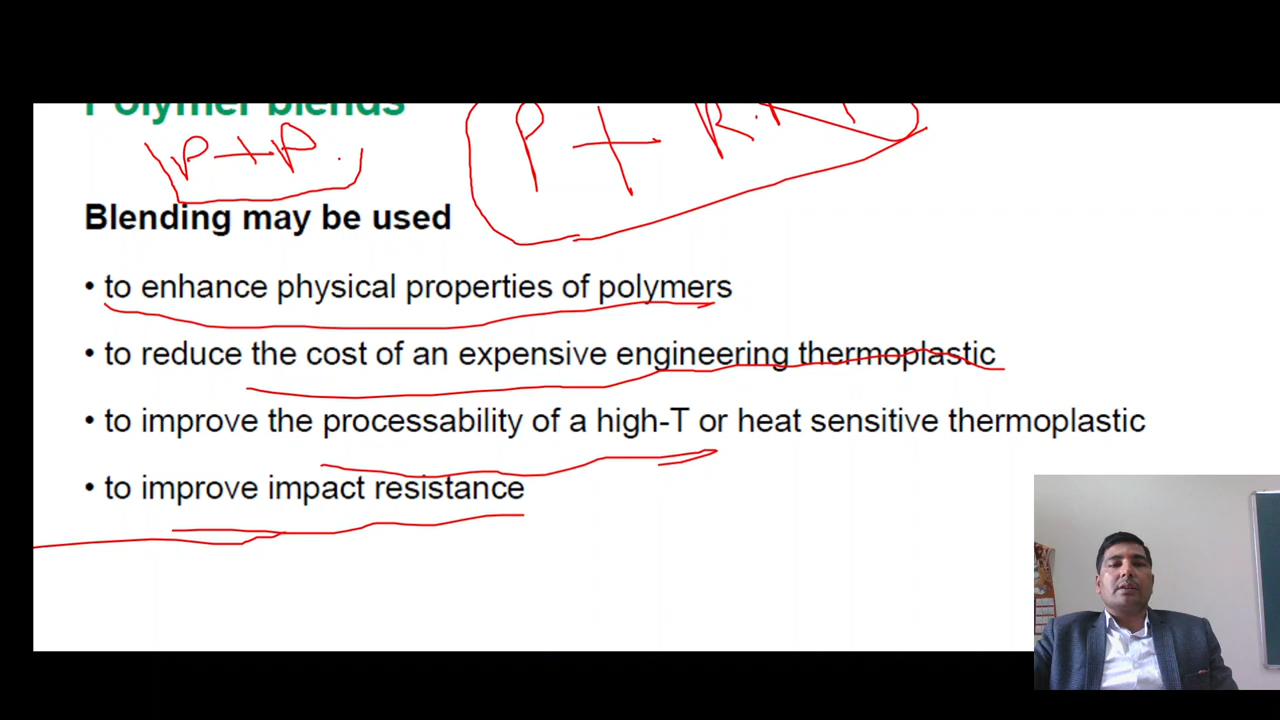 Polymer blends
P+P.
P + R.
Blending may be used
• to enhance physical properties of polymers
• to reduce the cost of an expensive engineering thermoplastic
• to improve the processability of a high-T or heat sensitive thermoplastic
• to improve impact resistance